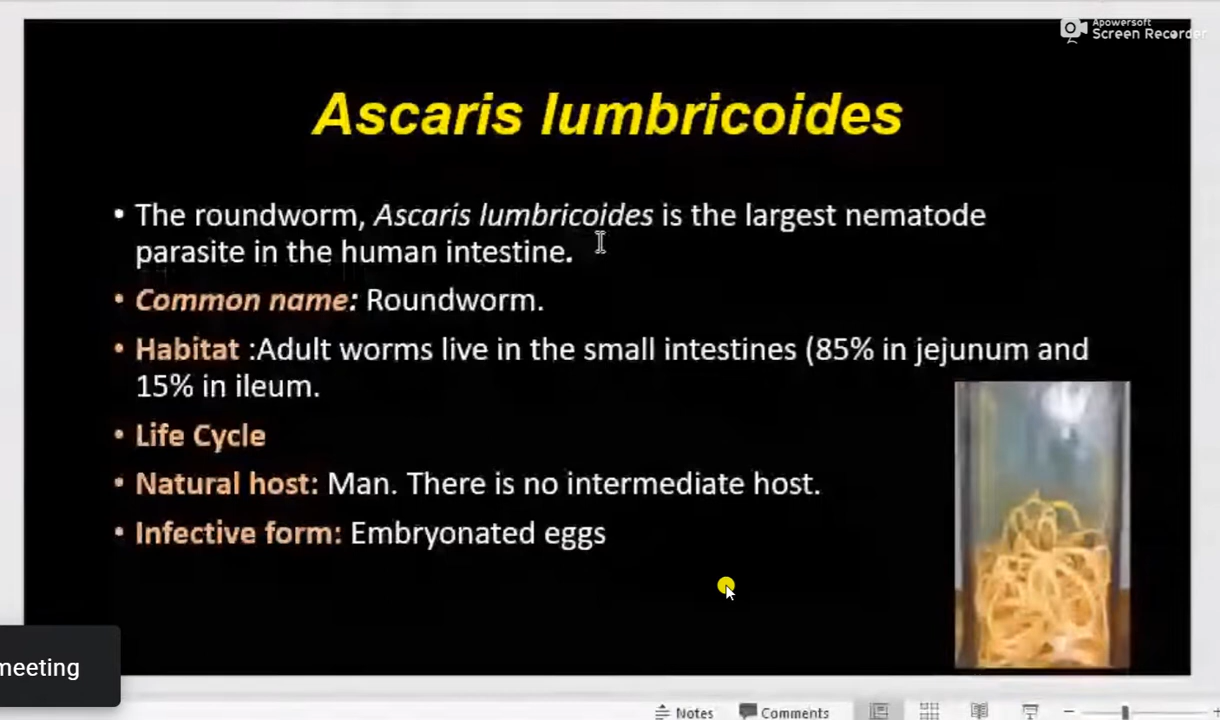 Apowersoft
Screen Recorder
Ascaris lumbricoides
• The roundworm, Ascaris lumbricoides is the largest nematode
parasite in the human intestine.
• Common name: Roundworm.
• Habitat :Adult worms live in the small intestines (85% in jejunum and
15% in ileum.
• Life Cycle
• Natural host: Man. There is no intermediate host.
• Infective form: Embryonated eggs
meeting
Notes Comments